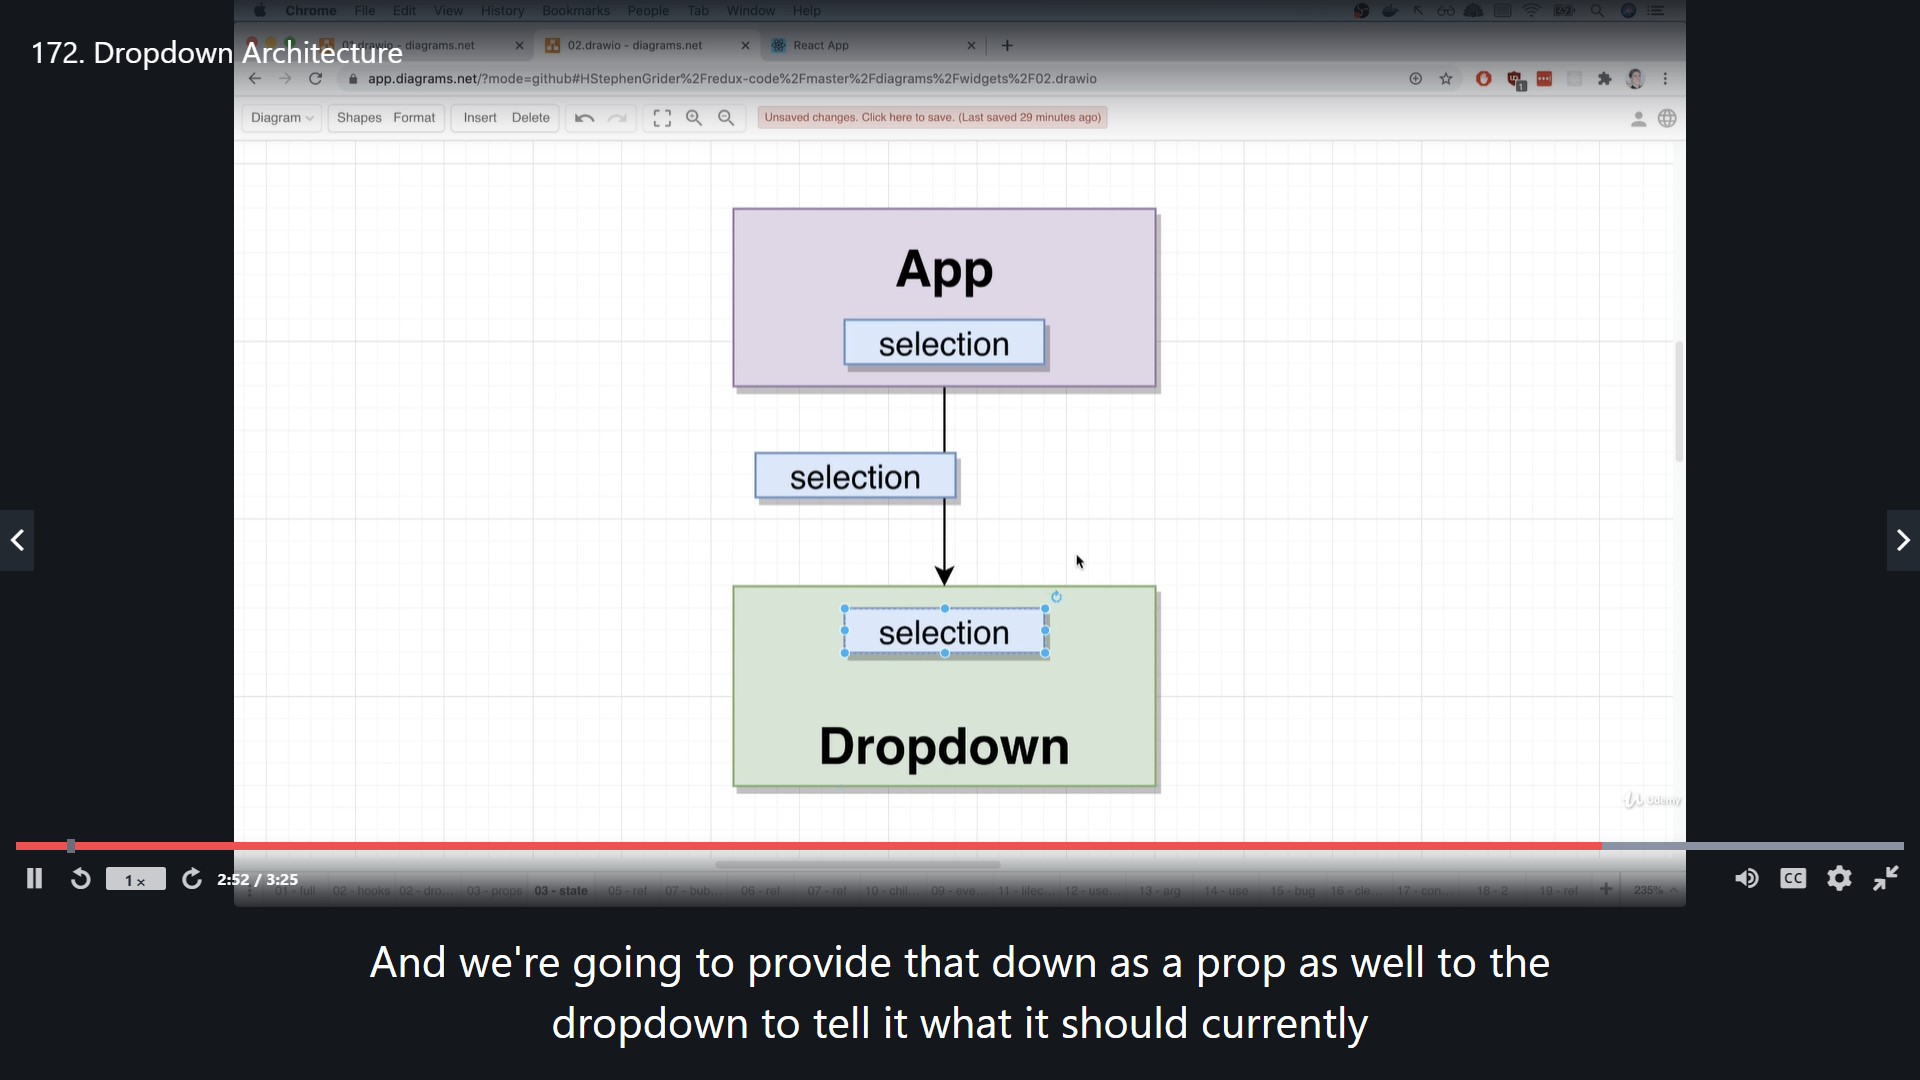 Chrome File Edit View History Bookmarks People Tab Window Help
172. Dropdown Architecture
01.drawio - diagrams.net
02.drawio - diagrams.net
React App
app.diagrams.net/?mode=github#HStephenGrider%2Fredux-code%2Fmaster%2Fdiagrams%2Fwidgets%2F02.drawio
Diagram Shapes Format Insert Delete
Unsaved changes. Click here to save. (Last saved 29 minutes ago)
App
selection
selection
selection
Dropdown
Udemy
1 x
2:52 / 3:25
CC
01 - full 02 - hooks 02 - dro... 03 - props 03 - state 05 - ref 07 - bub... 06 - ref 07 - ref 10 - chil... 09 - eve... 11 - lifec... 12 - use... 13 - arg 14 - use 15 - bug 16 - cle... 17 - con... 18 - 2 19 - ref 235%
And we're going to provide that down as a prop as well to the
dropdown to tell it what it should currently